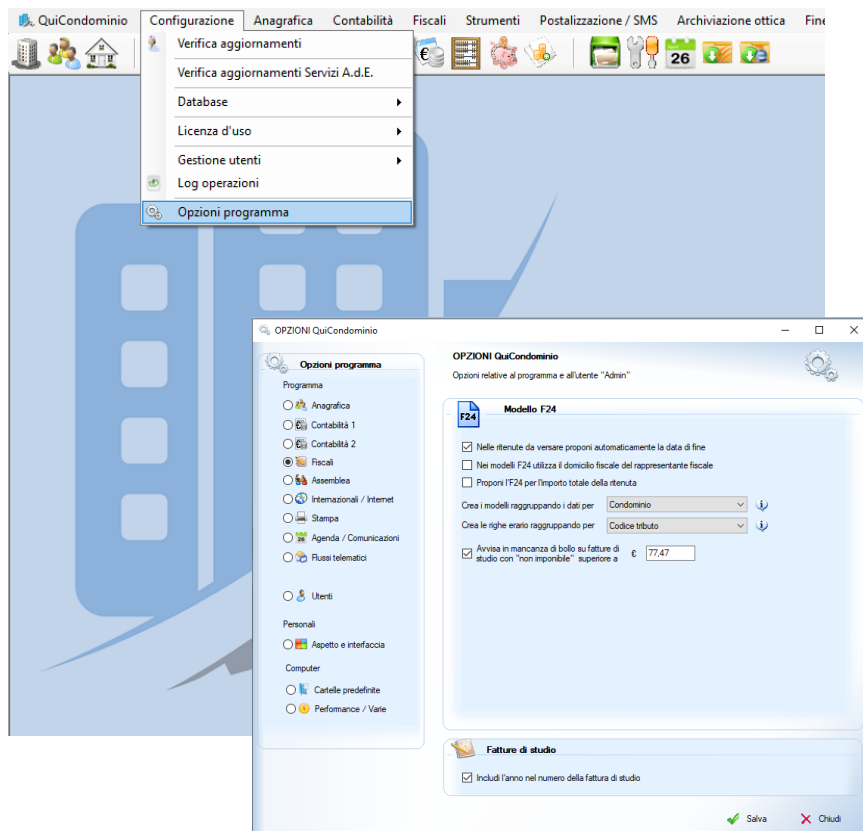 QuiCondominio Configurazione Anagrafica Contabilità Fiscali Strumenti Postalizzazione / SMS Archiviazione ottica Fine
26
Verifica aggiornamenti
Verifica aggiornamenti Servizi A.d.E.
Database
Licenza d'uso
Gestione utenti
Log operazioni
Opzioni programma
OPZIONI QuiCondominio
Opzioni programma
Programma
Anagrafica
Contabilità 1
Contabilità 2
Fiscali
Assemblea
Internazionali / Internet
Stampa
Agenda / Comunicazioni
Flussi telematici
Utenti
Personali
Aspetto e interfaccia
Computer
Cartelle predefinite
Performance / Varie
OPZIONI QuiCondominio
Opzioni relative al programma e all'utente "Admin"
F24
Modello F24
Nelle ritenute da versare proponi automaticamente la data di fine
Nei modelli F24 utilizza il domicilio fiscale del rappresentante fiscale
Proponi l'F24 per l'importo totale della ritenuta
Crea i modelli raggruppando i dati per Condominio
Crea le righe erario raggruppando per Codice tributo
Avvisa in mancanza di bollo su fatture di
studio con "non imponibile" superiore a € 77,47
Fatture di studio
Includi l'anno nel numero della fattura di studio
Salva Chiudi